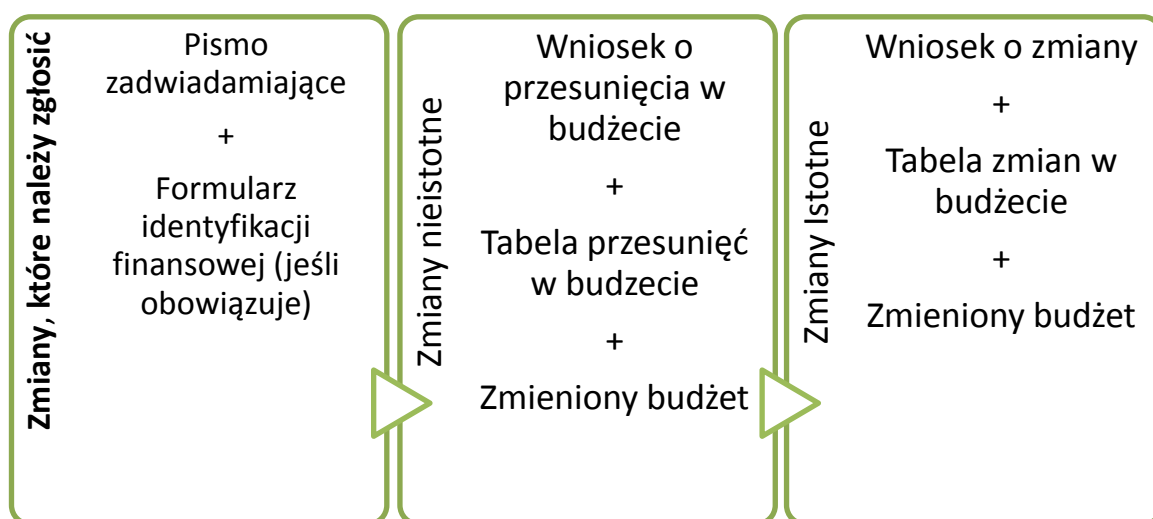 Zmiany, które należy zgłosić
Pismo
zadwiadamiające
+
Formularz
identyfikacji
finansowej (jeśli
obowiązuje)
Zmiany nieistotne
Wniosek o
przesunięcia w
budżecie
+
Tabela przesunięć
w budzecie
+
Zmieniony budżet
Zmiany Istotne
Wniosek o zmiany
+
Tabela zmian w
budżecie
+
Zmieniony budżet